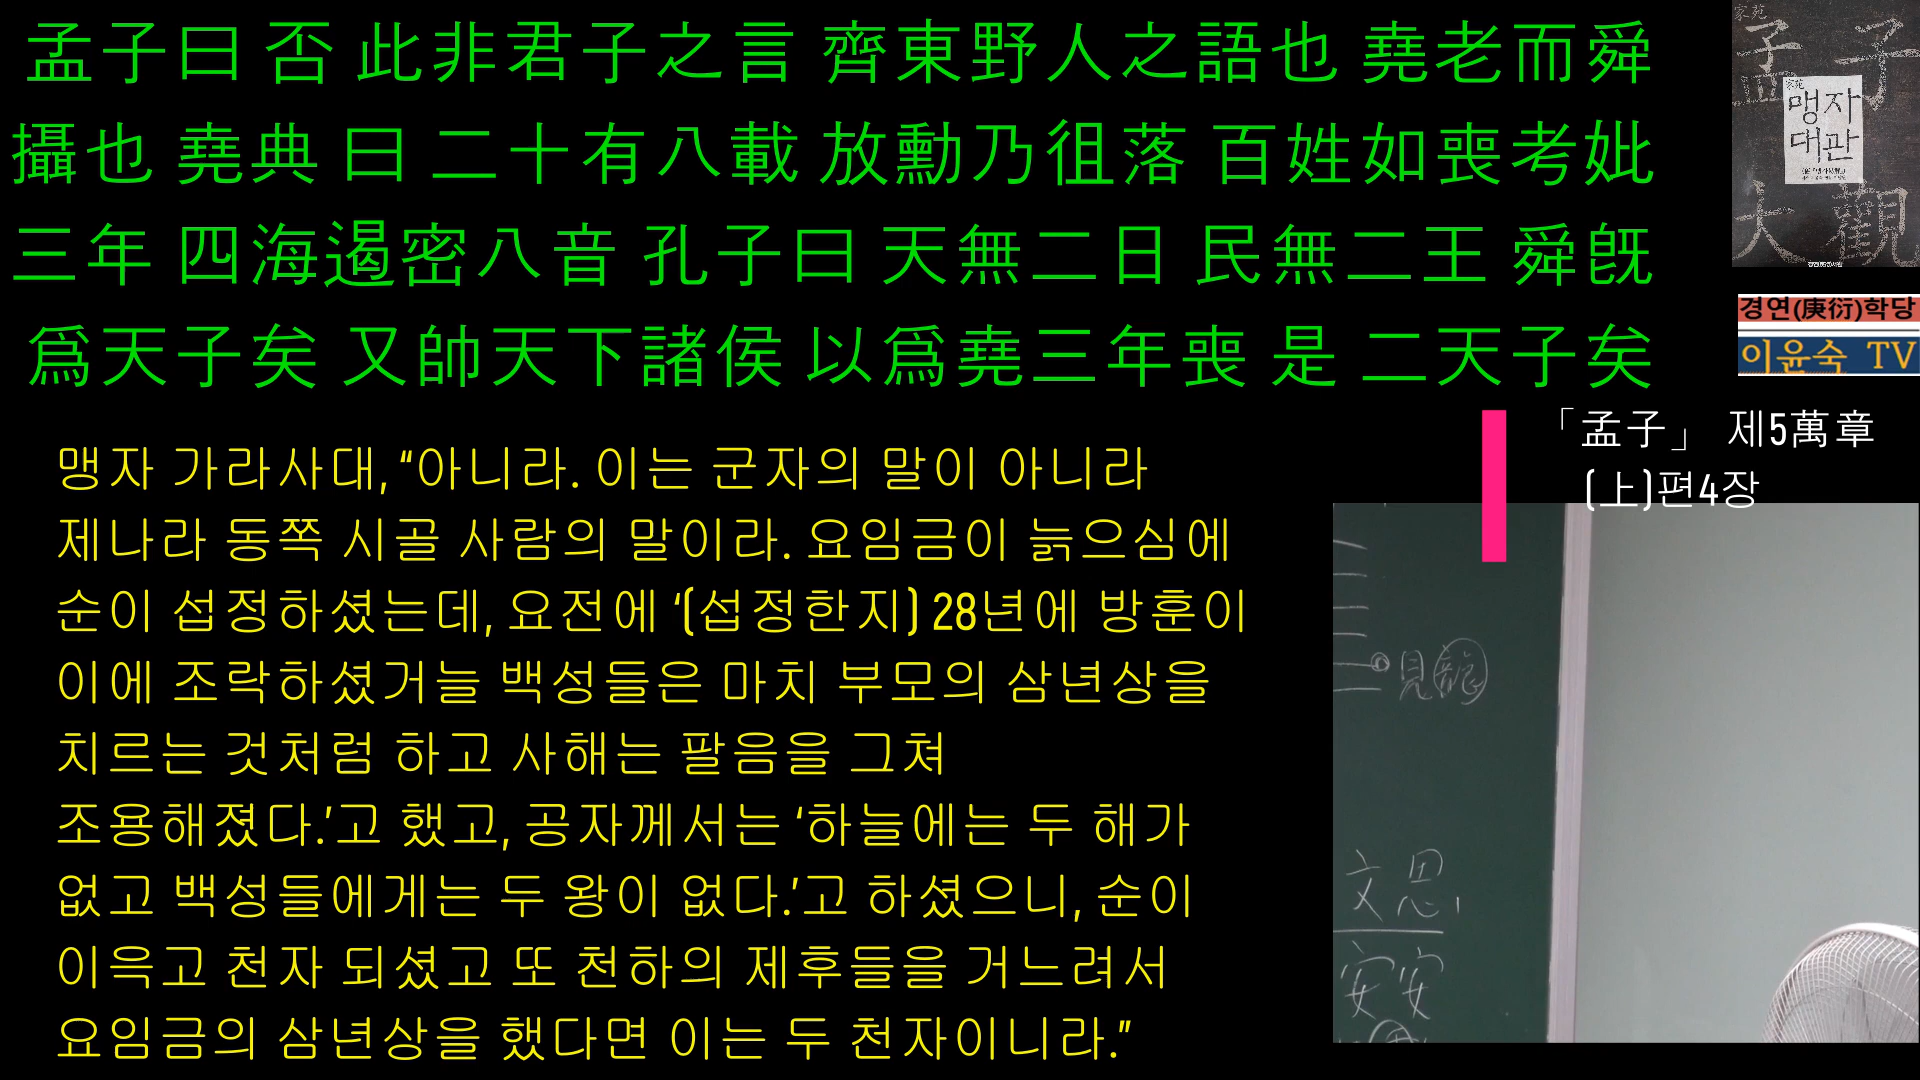 孟子曰 否 此非君子之言 齊東野人之語也 堯老而舜
攝也 堯典 曰 二十有八載 放勳乃徂落 百姓如喪考妣
三年 四海遏密八音 孔子曰 天無二日 民無二王 舜旣
爲天子矣 又帥天下諸侯 以爲堯三年喪 是 二天子矣
맹자 가라사대, “아니라. 이는 군자의 말이 아니라
제나라 동쪽 시골 사람의 말이라. 요임금이 늙으심에
순이 섭정하셨는데, 요전에 ‘(섭정한지) 28년에 방훈이
이에 조락하셨거늘 백성들은 마치 부모의 삼년상을
치르는 것처럼 하고 사해는 팔음을 그쳐
조용해졌다.’고 했고, 공자께서는 ‘하늘에는 두 해가
없고 백성들에게는 두 왕이 없다.’고 하셨으니, 순이
이윽고 천자 되셨고 또 천하의 제후들을 거느려서
요임금의 삼년상을 했다면 이는 두 천자이니라.”
家苑
孟子
家苑
맹자
대판
大觀
경연(庚衍)학당
이윤숙 TV
「孟子」 제5萬章
(上)편4장
見龍
文思
安安